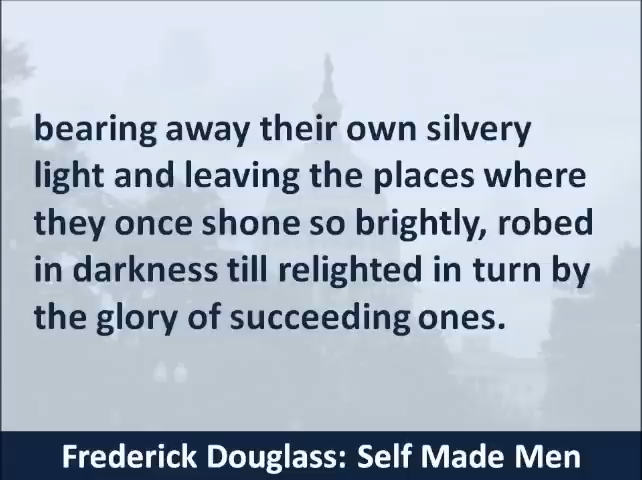 bearing away their own silvery
light and leaving the places where
they once shone so brightly, robed
in darkness till relighted in turn by
the glory of succeeding ones.
Frederick Douglass: Self Made Men